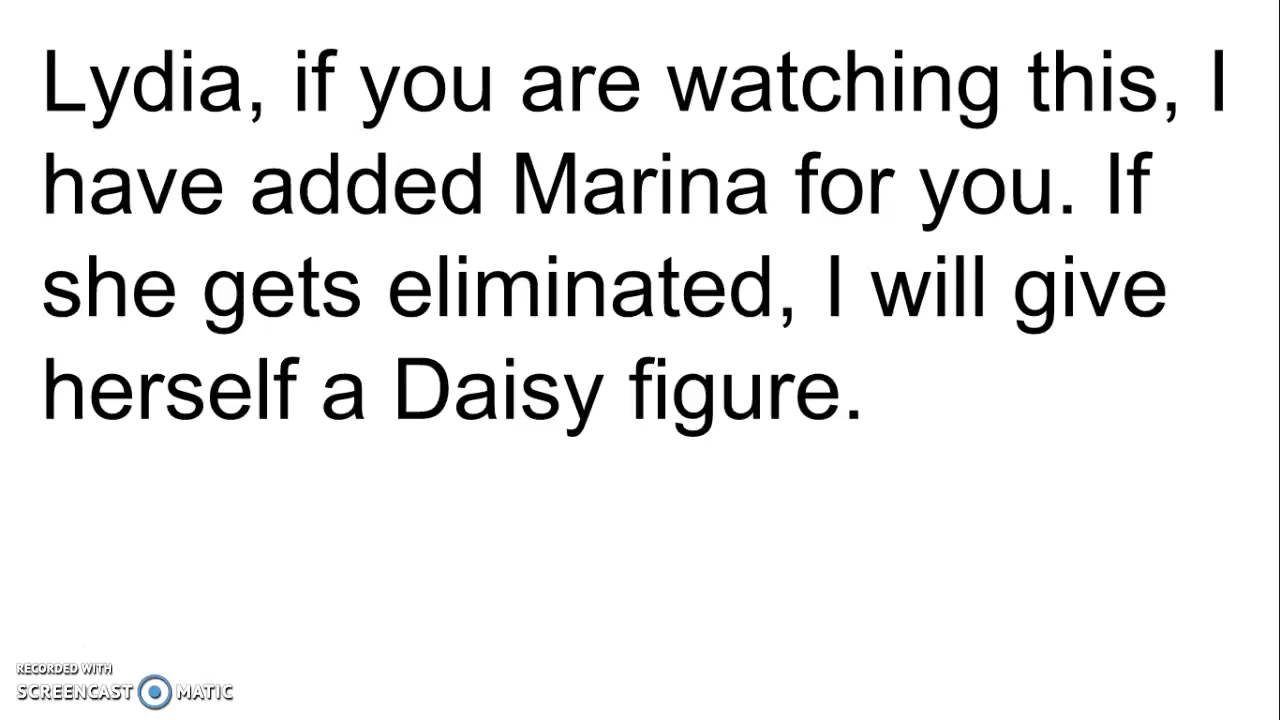 Lydia, if you are watching this, I
have added Marina for you. If
she gets eliminated, I will give
herself a Daisy figure.
RECORDED WITH
SCREENCAST MATIC